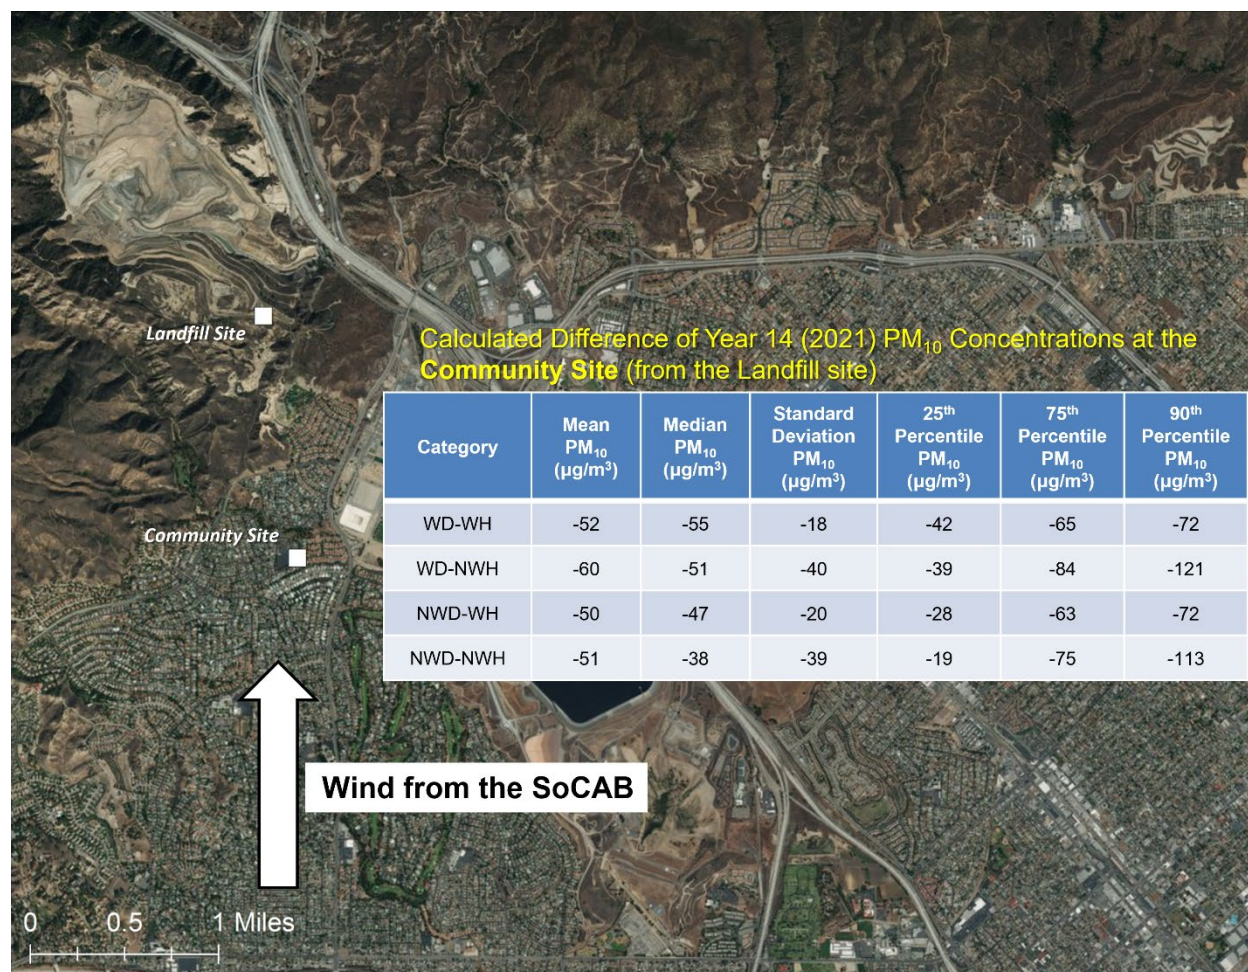 Landfill Site
Calculated Difference of Year 14 (2021) PM₁₀ Concentrations at the
Community Site (from the Landfill site)
Category
Mean
PM₁₀
(µg/m³)
Median
PM₁₀
(µg/m³)
Standard
Deviation
PM₁₀
(µg/m³)
25th
Percentile
PM₁₀
(µg/m³)
75th
Percentile
PM₁₀
(µg/m³)
90th
Percentile
PM₁₀
(µg/m³)
WD-WH -52 -55 -18 -42 -65 -72
WD-NWH -60 -51 -40 -39 -84 -121
NWD-WH -50 -47 -20 -28 -63 -72
NWD-NWH -51 -38 -39 -19 -75 -113
Community Site
Wind from the SoCAB
0 0.5 1 Miles